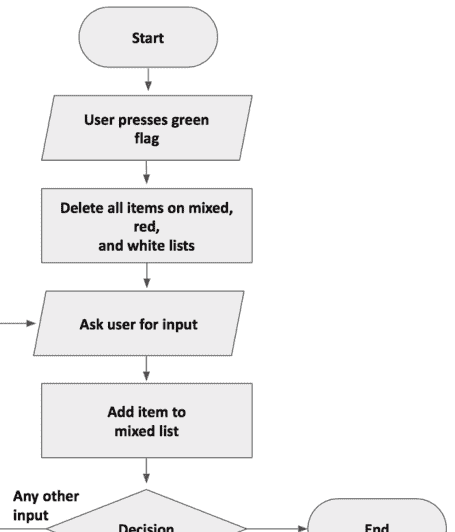 Start
User presses green
flag
Delete all items on mixed,
red,
and white lists
Ask user for input
Add item to
mixed list
Any other
input
Decision
End